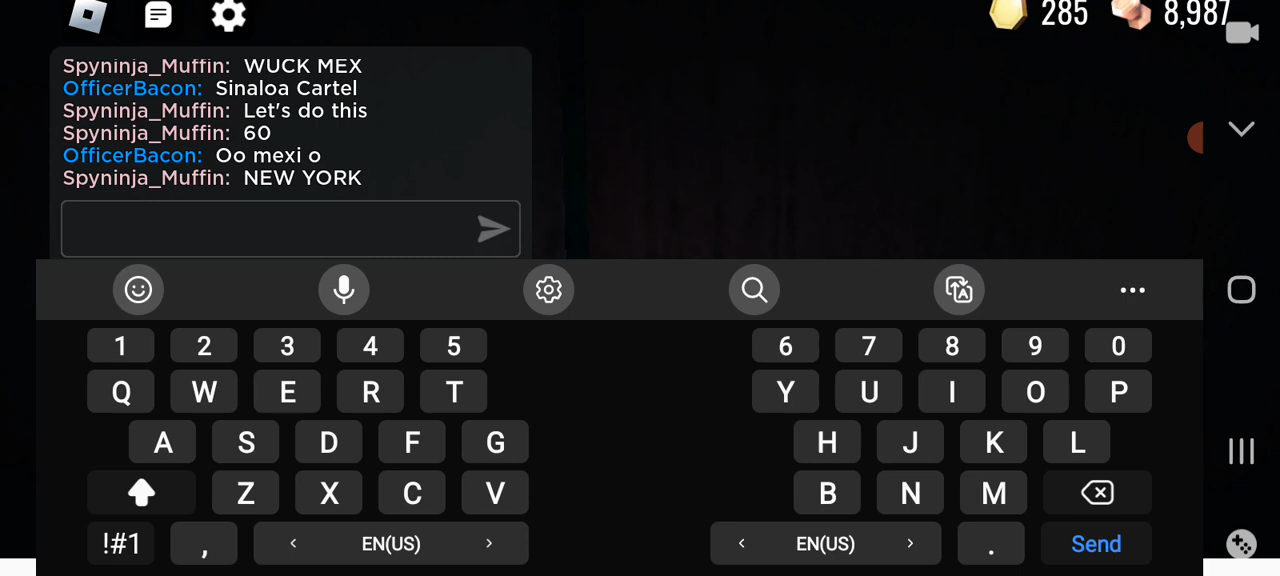 285 8,987
Spyninja_Muffin: WUCK MEX
OfficerBacon: Sinaloa Cartel
Spyninja_Muffin: Let's do this
Spyninja_Muffin: 60
OfficerBacon: Oo mexi o
Spyninja_Muffin: NEW YORK
1 2 3 4 5 6 7 8 9 0
Q W E R T Y U I O P
A S D F G H J K L
Z X C V B N M
!#1 , < EN(US) > < EN(US) > . Send